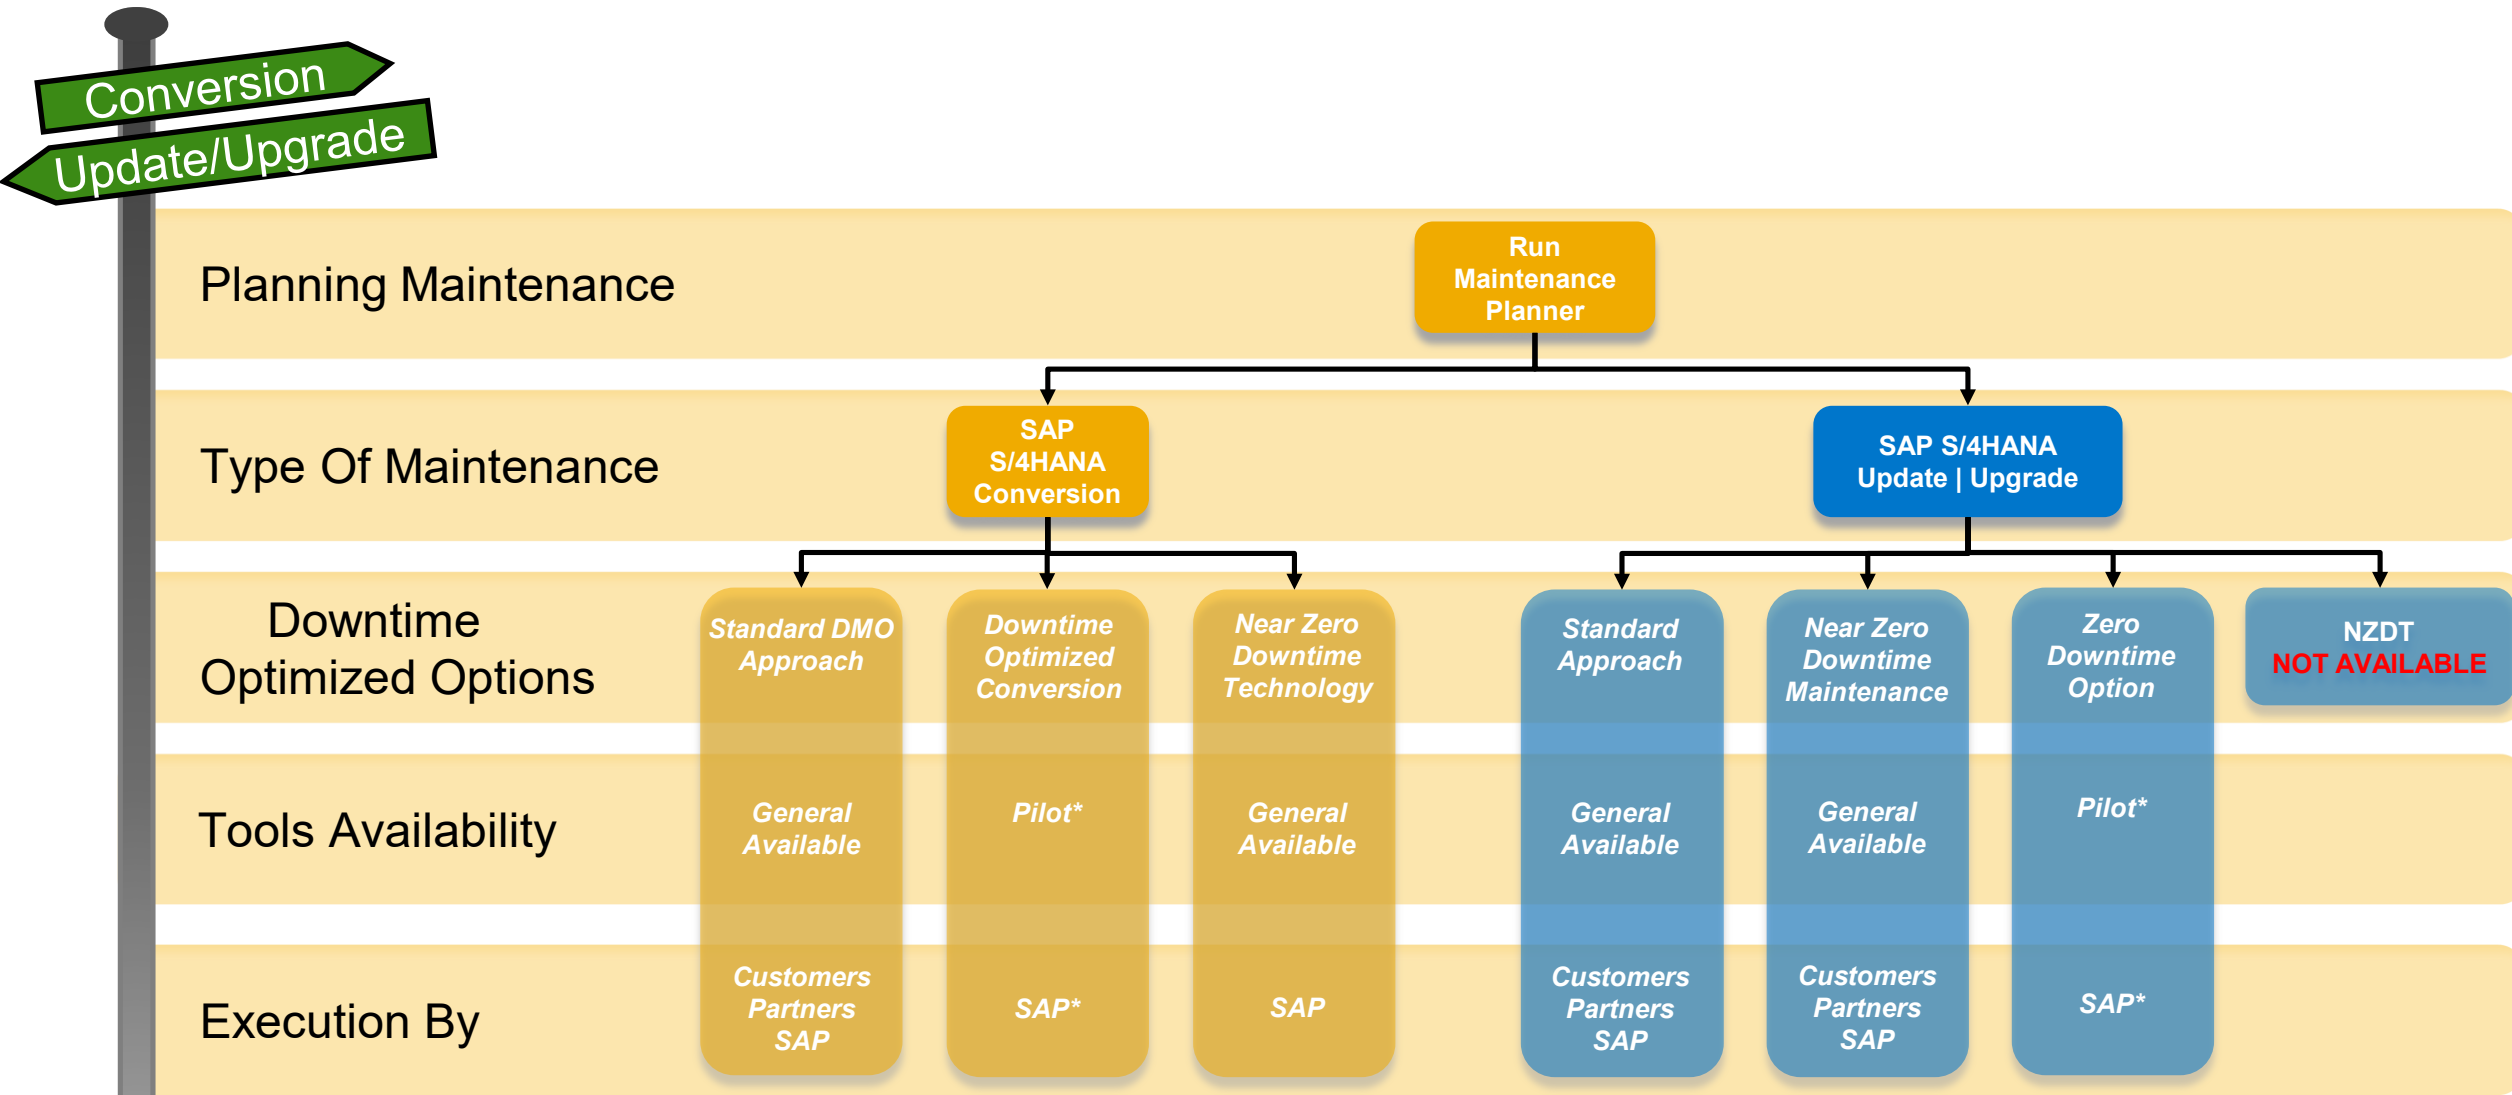 Conversion
Update/Upgrade
Planning Maintenance
Run
Maintenance
Planner
Type Of Maintenance
SAP
S/4HANA
Conversion
SAP S/4HANA
Update | Upgrade
Downtime
Optimized Options
Standard DMO
Approach
Downtime
Optimized
Conversion
Near Zero
Downtime
Technology
Standard
Approach
Near Zero
Downtime
Maintenance
Zero
Downtime
Option
NZDT
NOT AVAILABLE
Tools Availability
General
Available
Pilot*
General
Available
General
Available
General
Available
Pilot*
Execution By
Customers
Partners
SAP
SAP*
SAP
Customers
Partners
SAP
Customers
Partners
SAP
SAP*